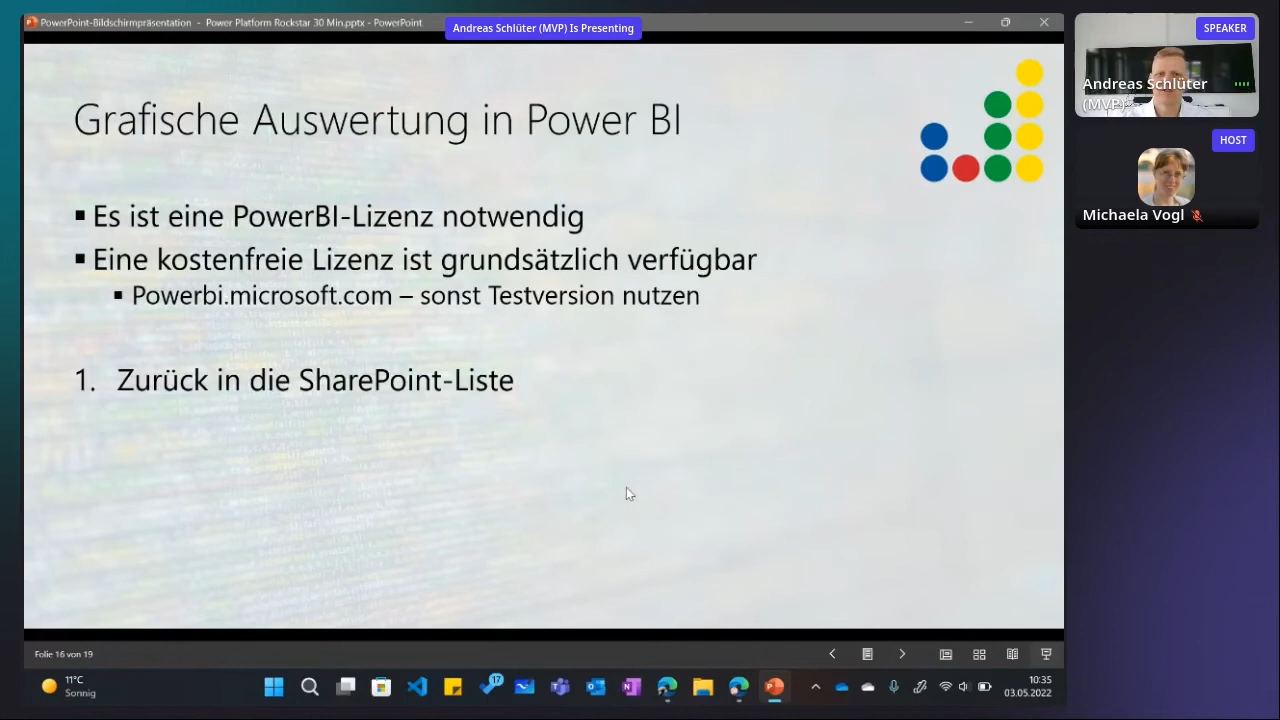 PowerPoint-Bildschirmpräsentation - Power Platform Rockstar 30 Min.pptx - PowerPoint
Andreas Schlüter (MVP) Is Presenting
SPEAKER
Andreas Schlüter
(MVP)
HOST
Michaela Vogl
Grafische Auswertung in Power BI
▪ Es ist eine PowerBI-Lizenz notwendig
▪ Eine kostenfreie Lizenz ist grundsätzlich verfügbar
▪ Powerbi.microsoft.com – sonst Testversion nutzen
1. Zurück in die SharePoint-Liste
Folie 16 von 19
11°C
Sonnig
17
10:35
03.05.2022